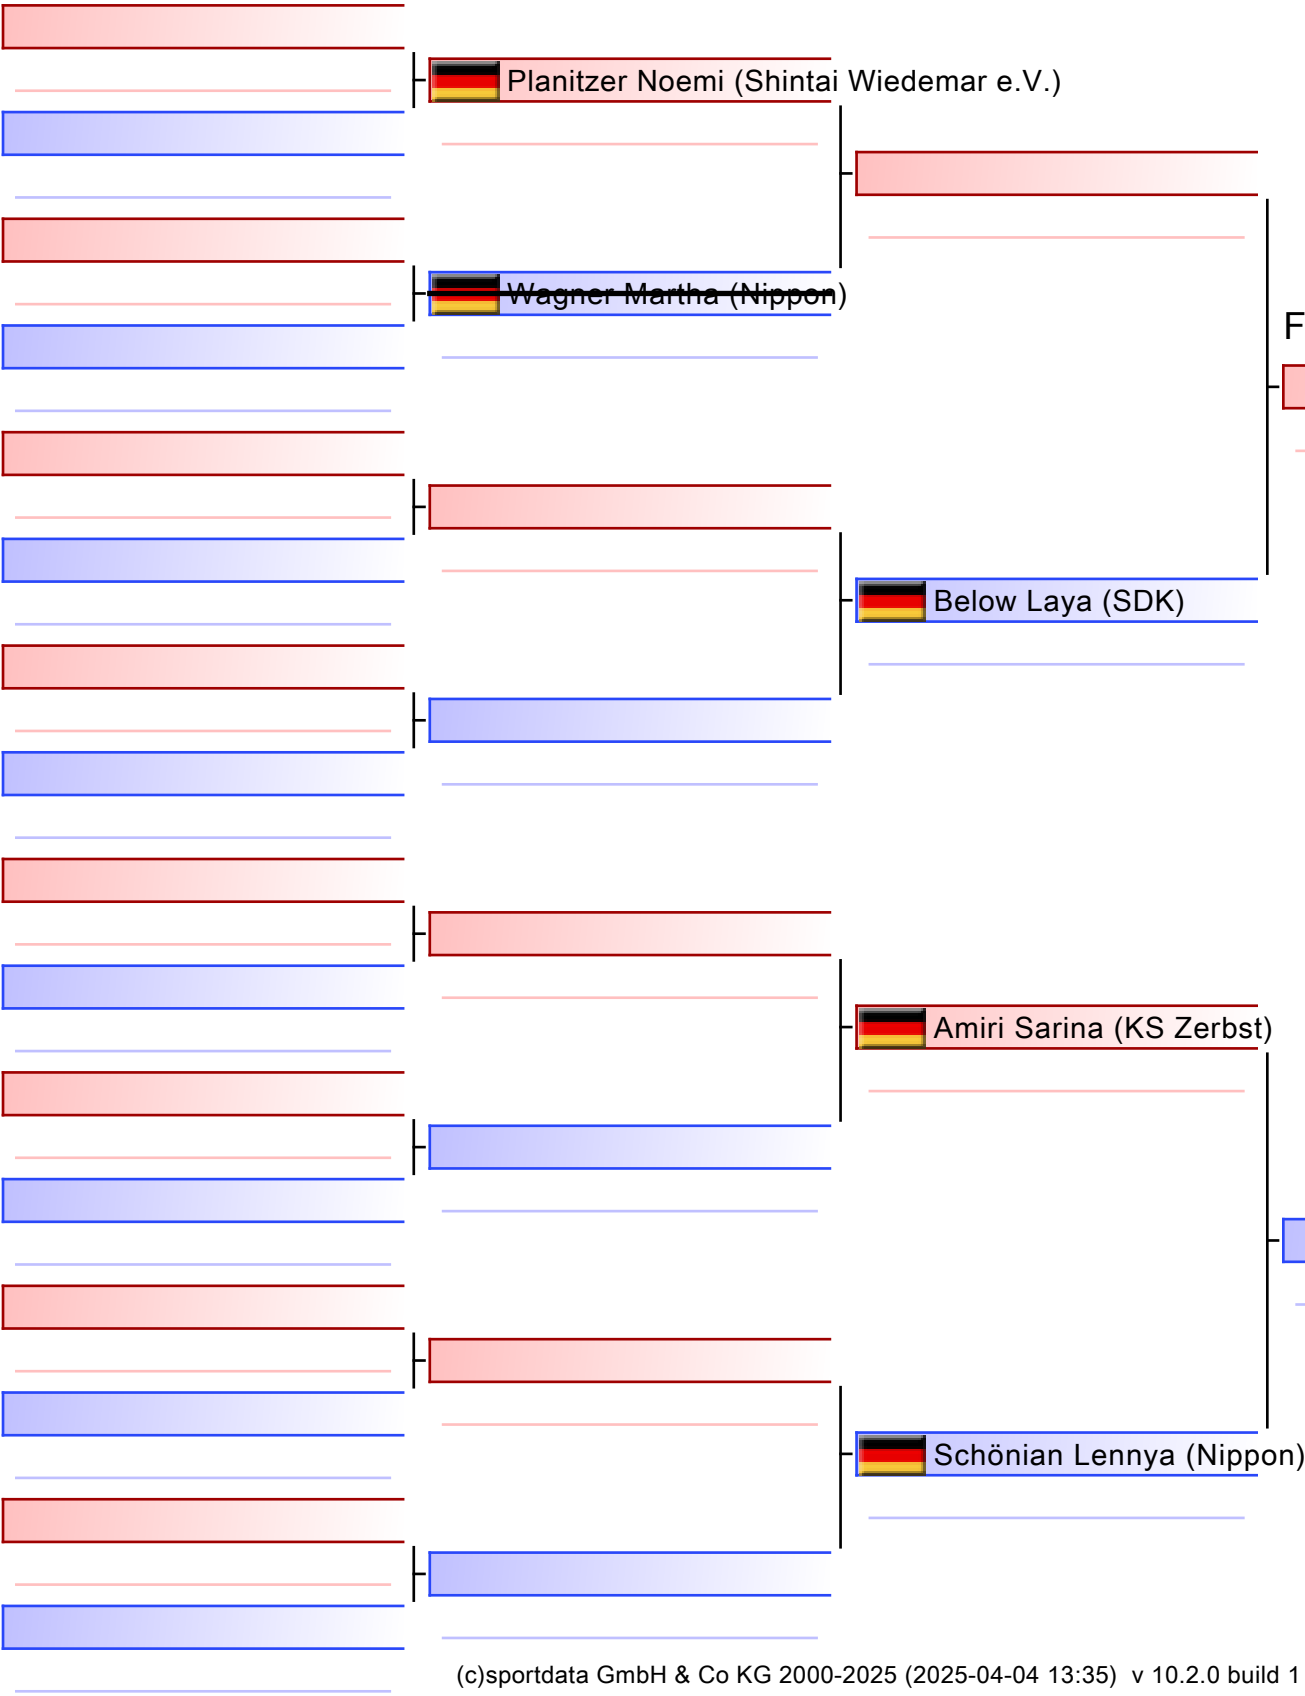 Planitzer Noemi (Shintai Wiedemar e.V.)
Wagner Martha (Nippon)
F
Below Laya (SDK)
Amiri Sarina (KS Zerbst)
Schönian Lennya (Nippon)
(c)sportdata GmbH & Co KG 2000-2025 (2025-04-04 13:35) v 10.2.0 build 1